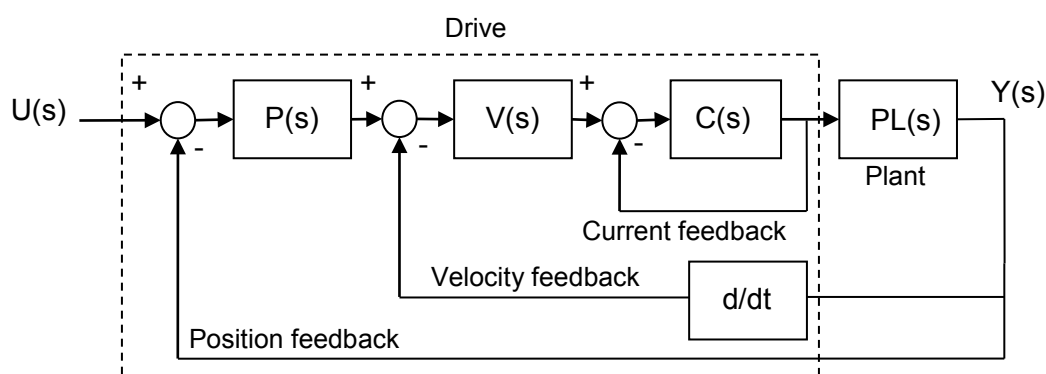 Drive
+
+
+
U(s)
P(s)
V(s)
C(s)
PL(s)
Y(s)
-
-
-
Plant
Current feedback
Velocity feedback
d/dt
Position feedback